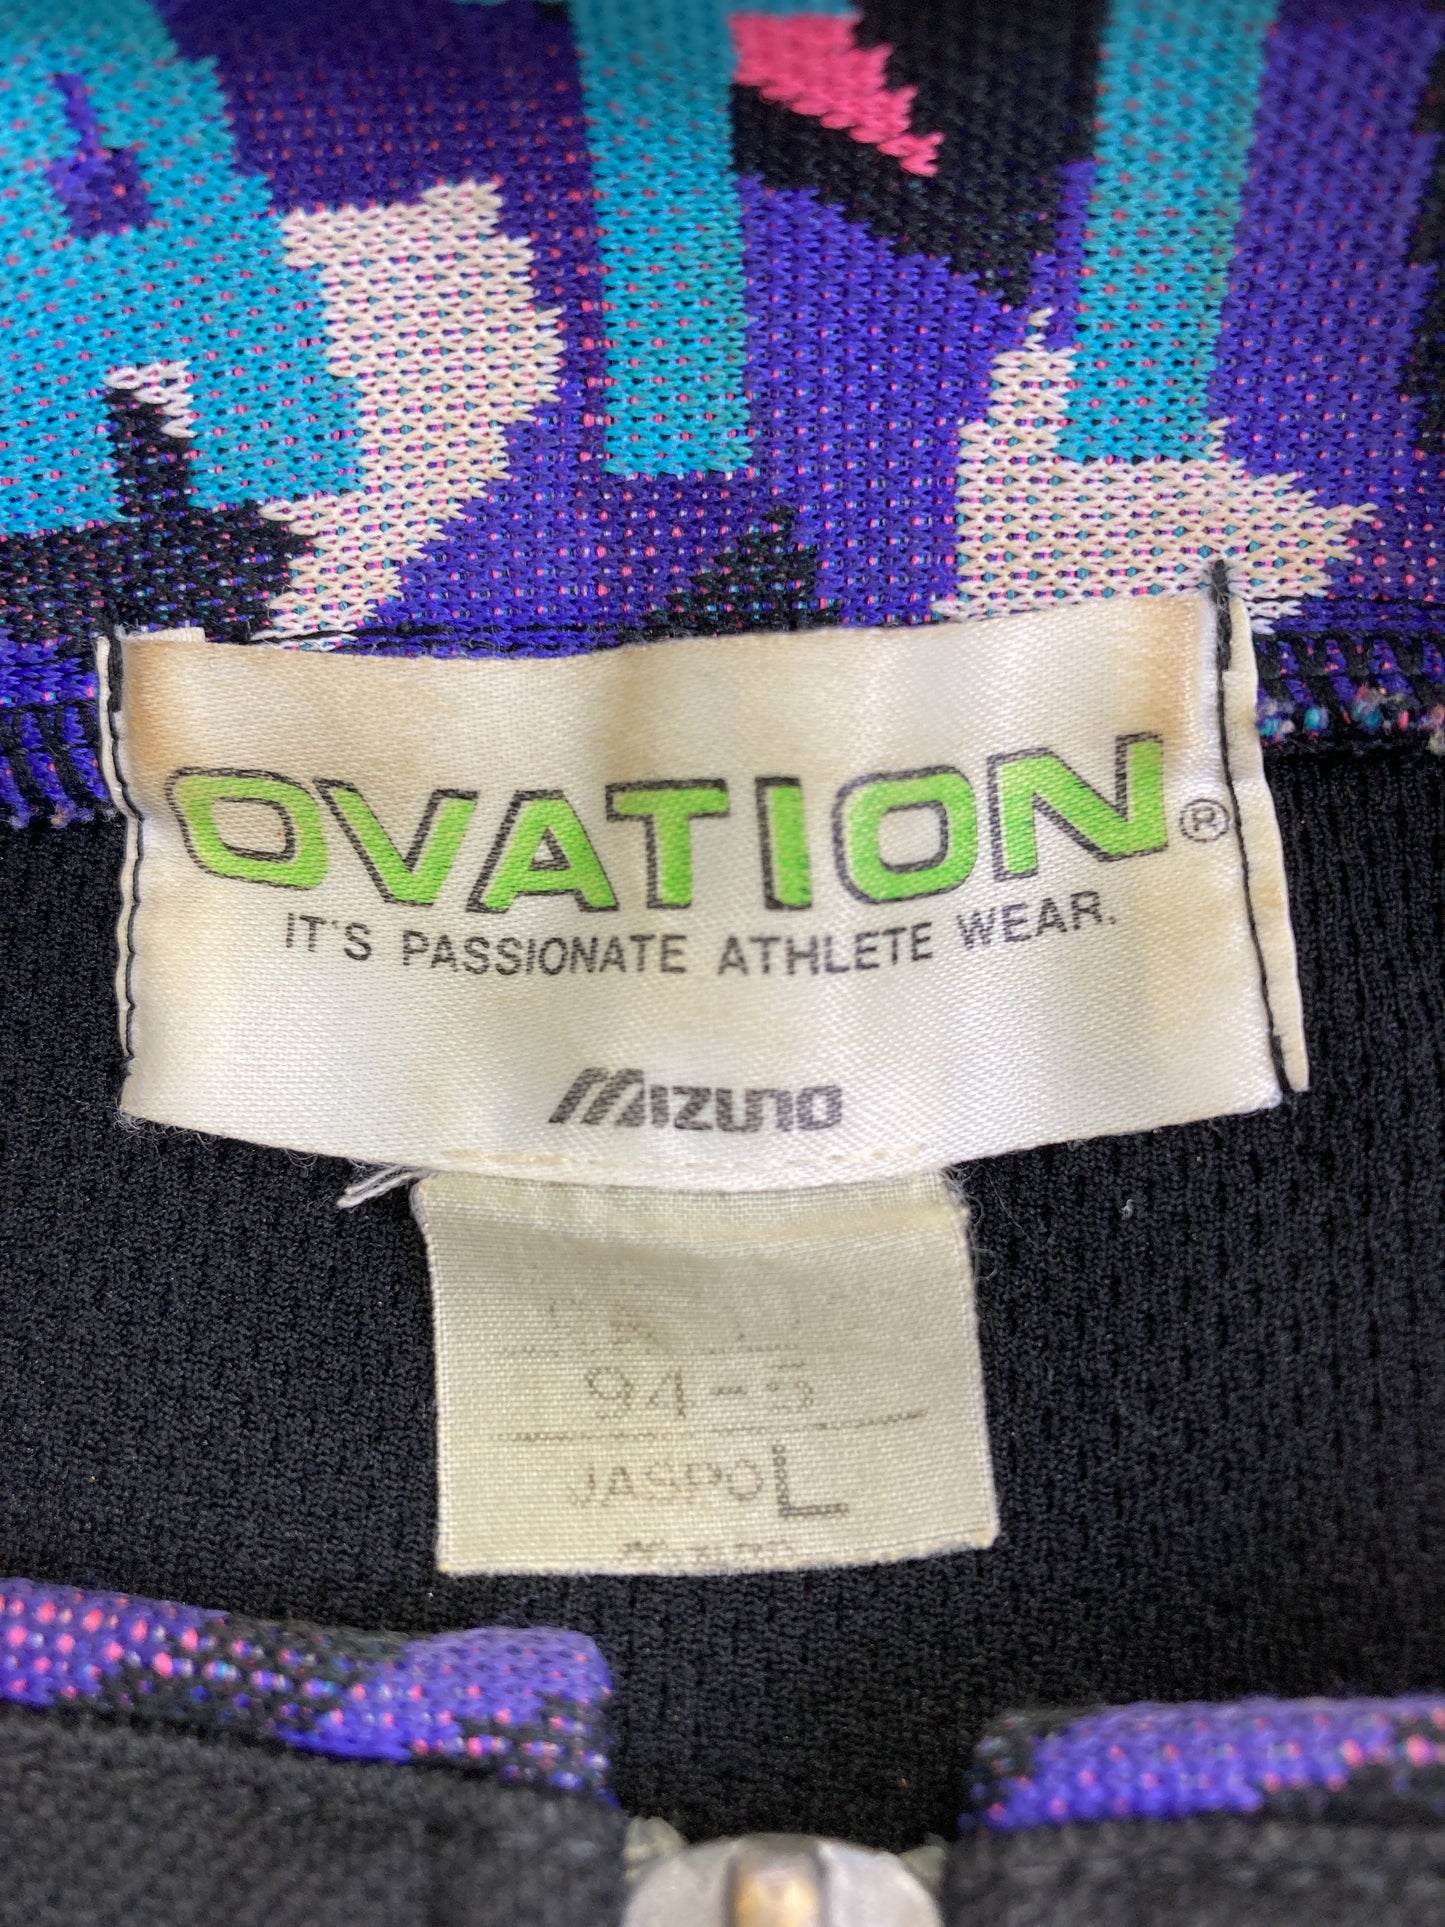 OVATION®
IT'S PASSIONATE ATHLETE WEAR.
MIZUNO
94-5
JASPO L